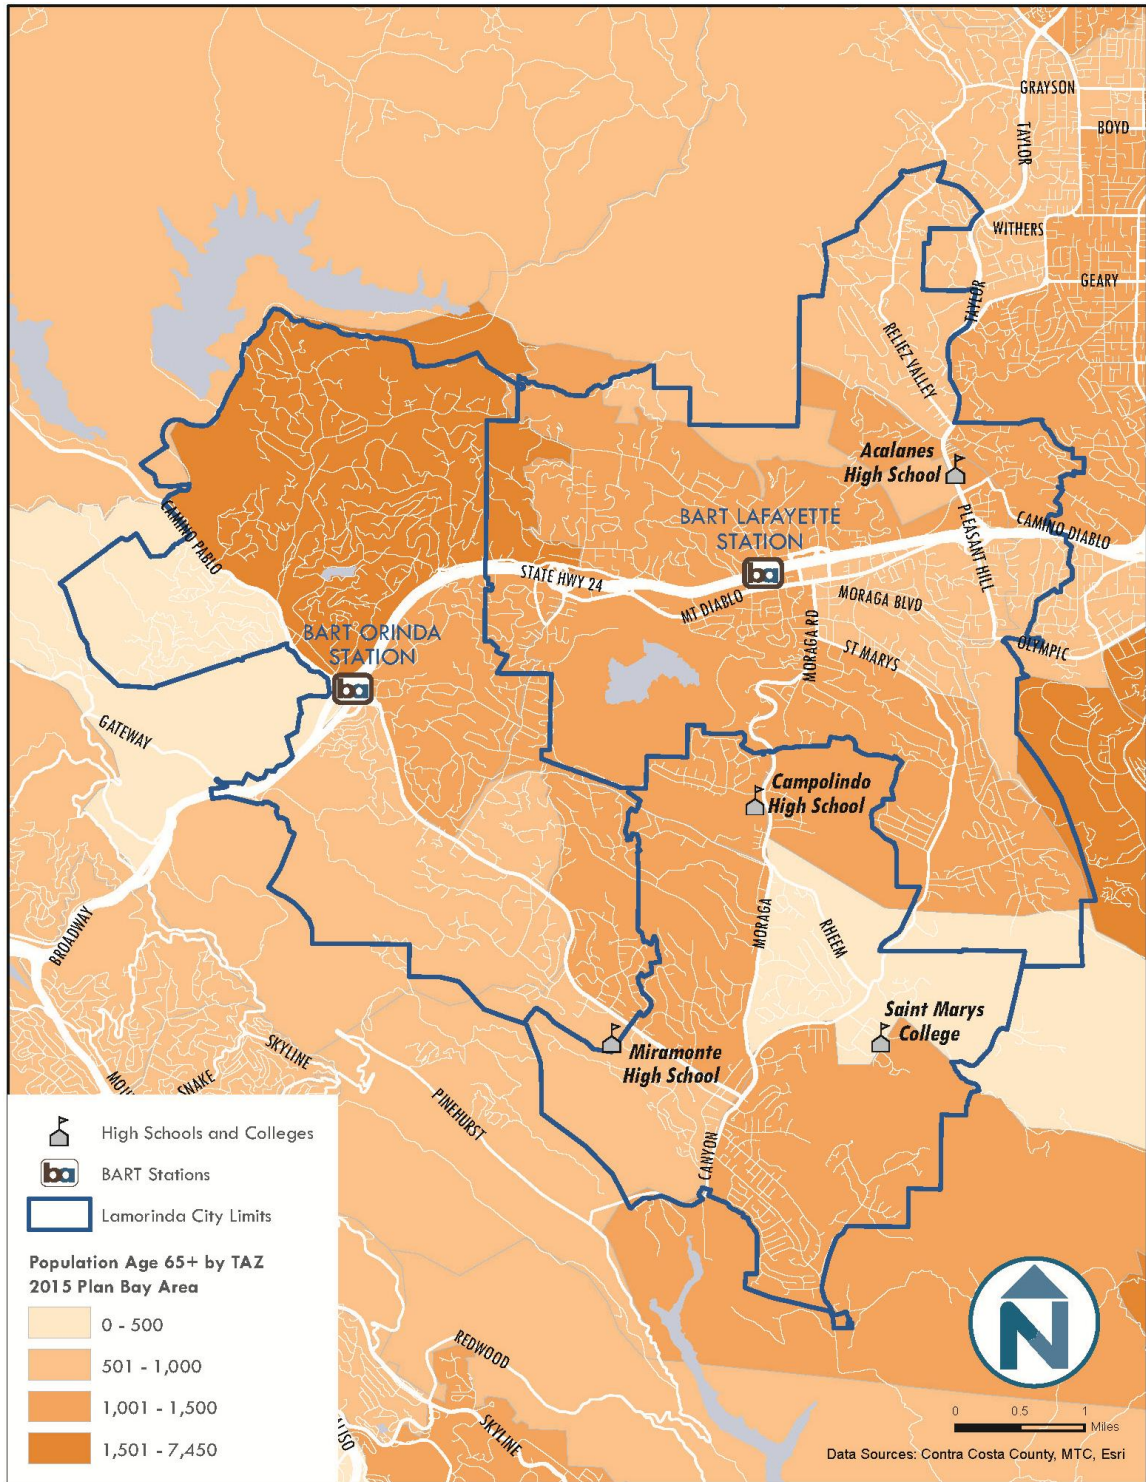 GRAYSON
BOYD
TAYLOR
WITHERS
GEARY
TAYLOR
RELIEZ VALLEY
Acalanes
High School
PLEASANT HILL
CAMINO DIABLO
BART LAFAYETTE
STATION
ba
STATE HWY 24
MT DIABLO
MORAGA BLVD
MORAGA RD
ST MARYS
OLYMPIC
CAMINO PABLO
BART ORINDA
STATION
ba
GATEWAY
BROADWAY
Campolindo
High School
MORAGA
RHEEM
Saint Marys
College
Miramonte
High School
SKYLINE
SNAKE
PINEHURST
CANYON
REDWOOD
SKYLINE
High Schools and Colleges
ba
BART Stations
Lamorinda City Limits
Population Age 65+ by TAZ
2015 Plan Bay Area
0 - 500
501 - 1,000
1,001 - 1,500
1,501 - 7,450
N
0 0.5 1
Miles
Data Sources: Contra Costa County, MTC, Esri